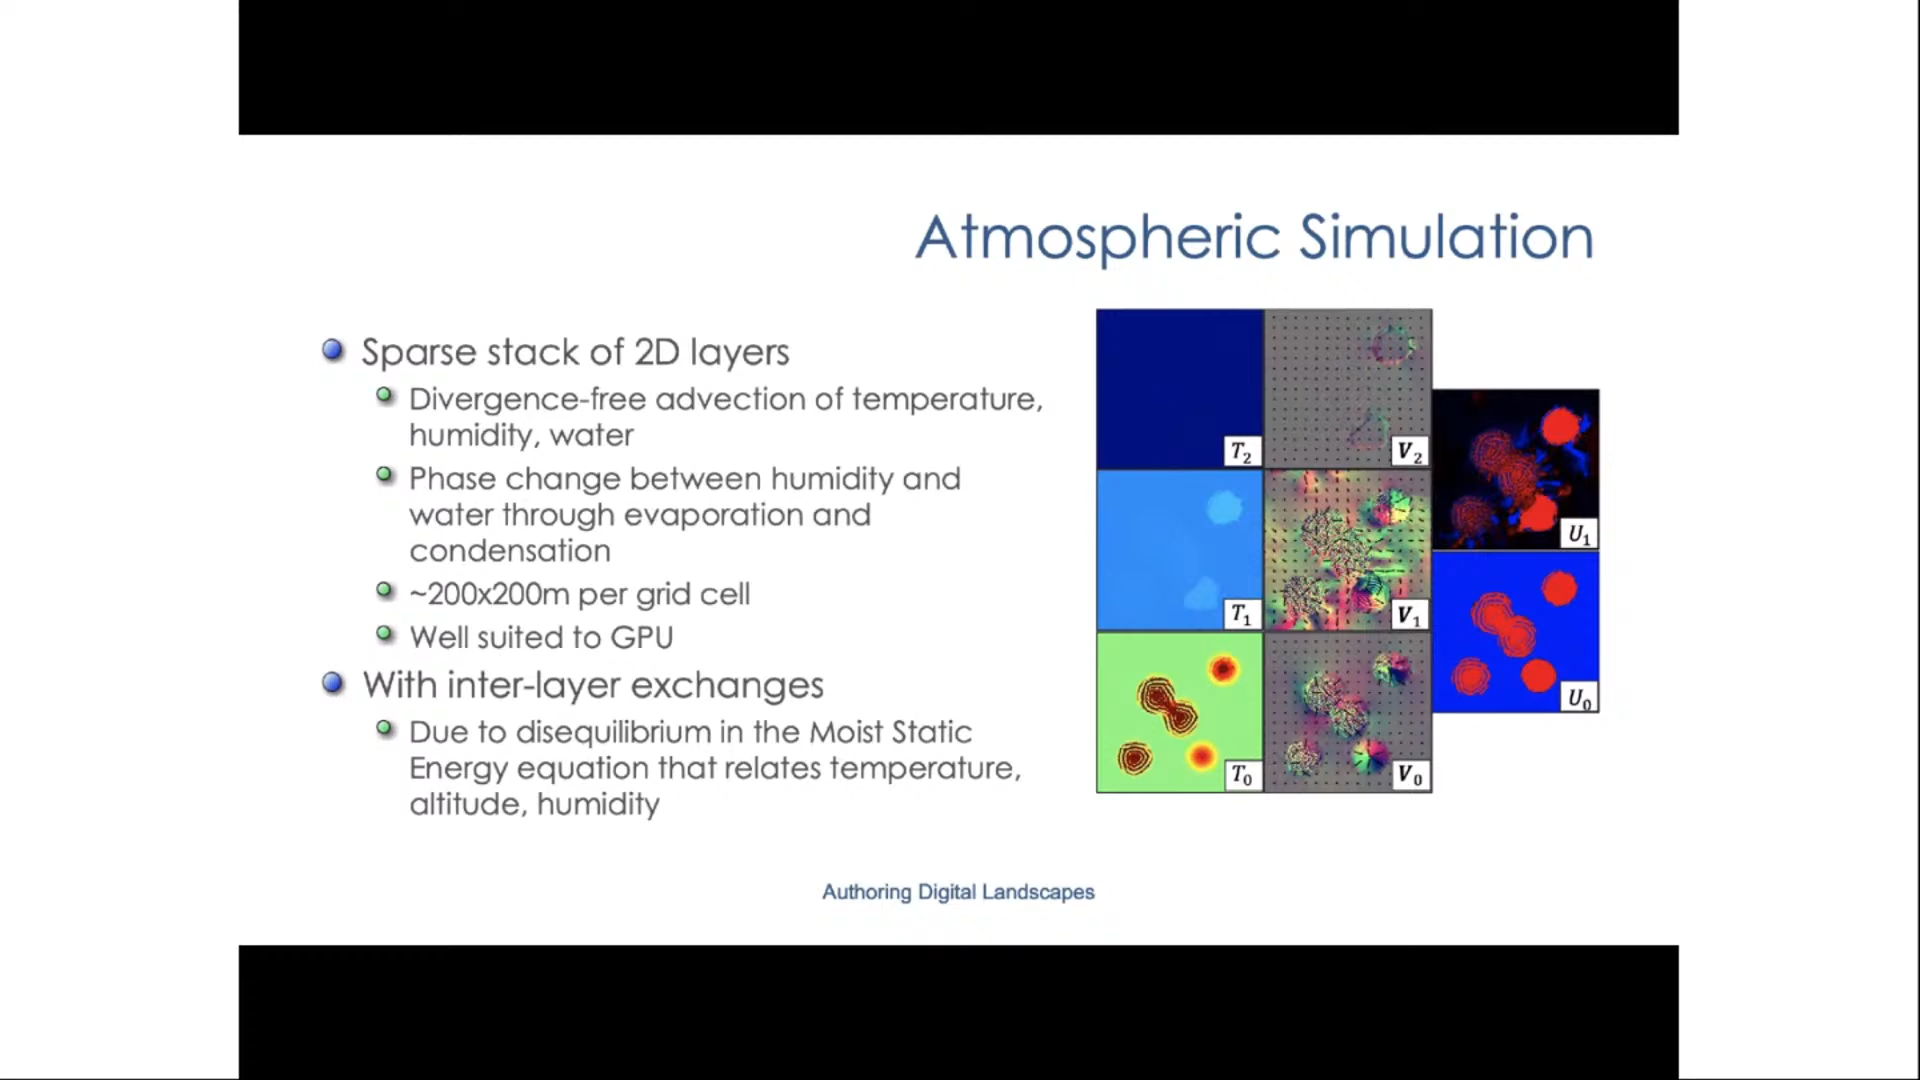 Atmospheric Simulation
Sparse stack of 2D layers
Divergence-free advection of temperature,
humidity, water
Phase change between humidity and
water through evaporation and
condensation
~200x200m per grid cell
Well suited to GPU
With inter-layer exchanges
Due to disequilibrium in the Moist Static
Energy equation that relates temperature,
altitude, humidity
T₂
V₂
T₁
V₁
U₁
T₀
V₀
U₀
Authoring Digital Landscapes